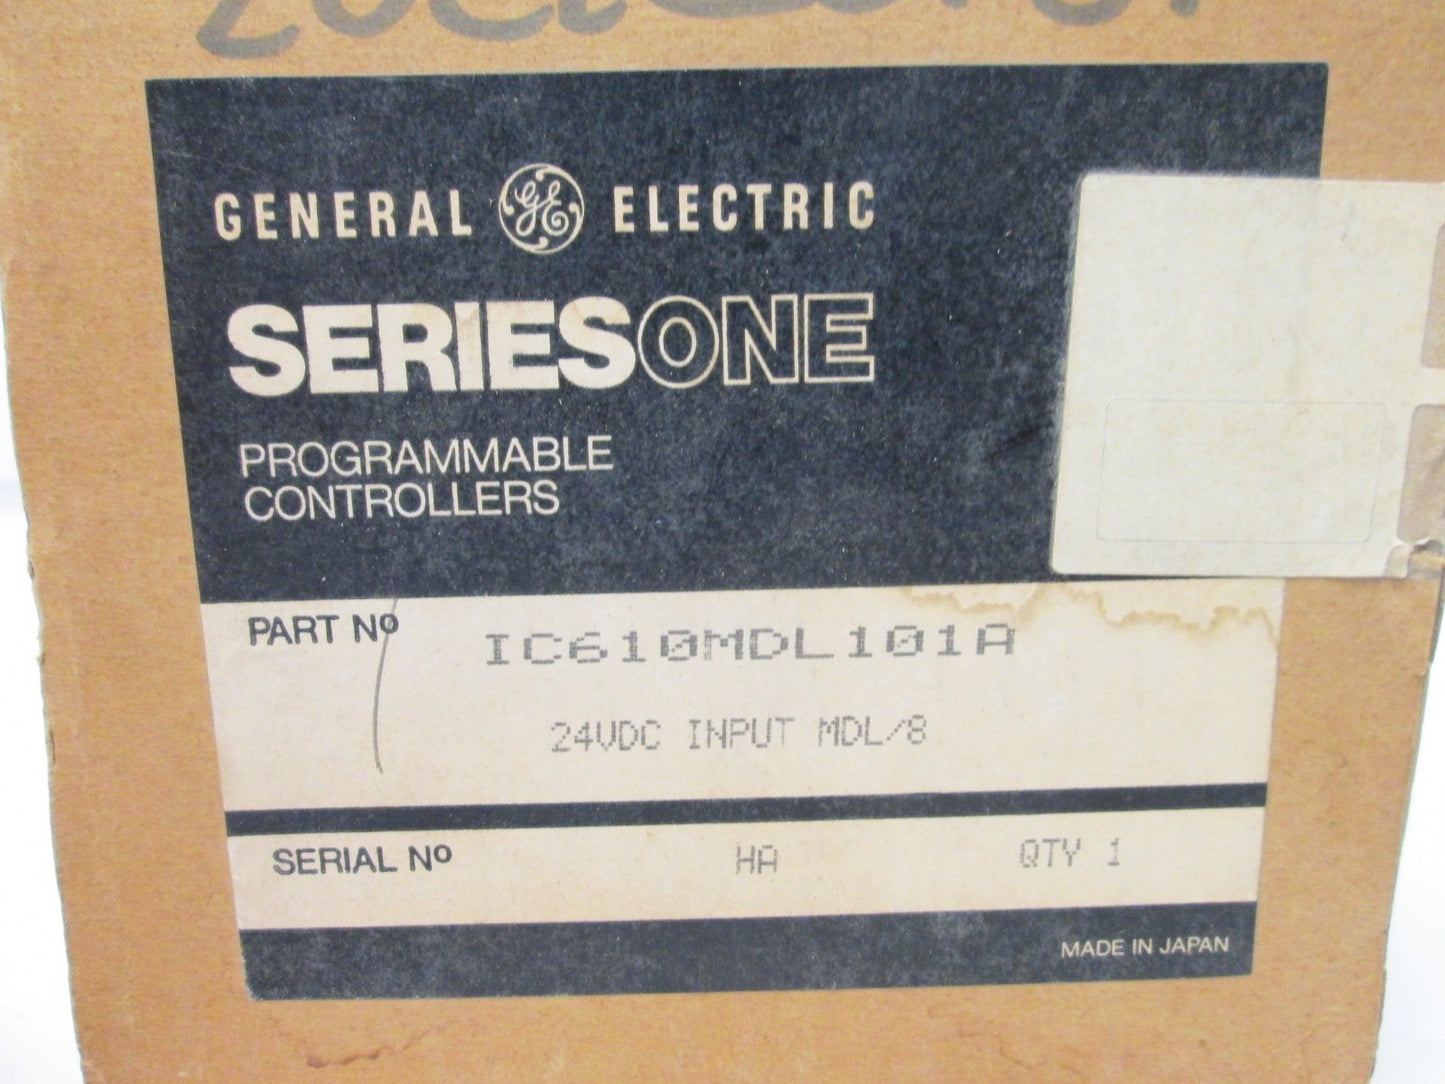 GENERAL GE ELECTRIC
SERIESONE
PROGRAMMABLE
CONTROLLERS
PART Nº IC610MDL101A
24VDC INPUT MDL/8
SERIAL Nº HA QTY 1
MADE IN JAPAN